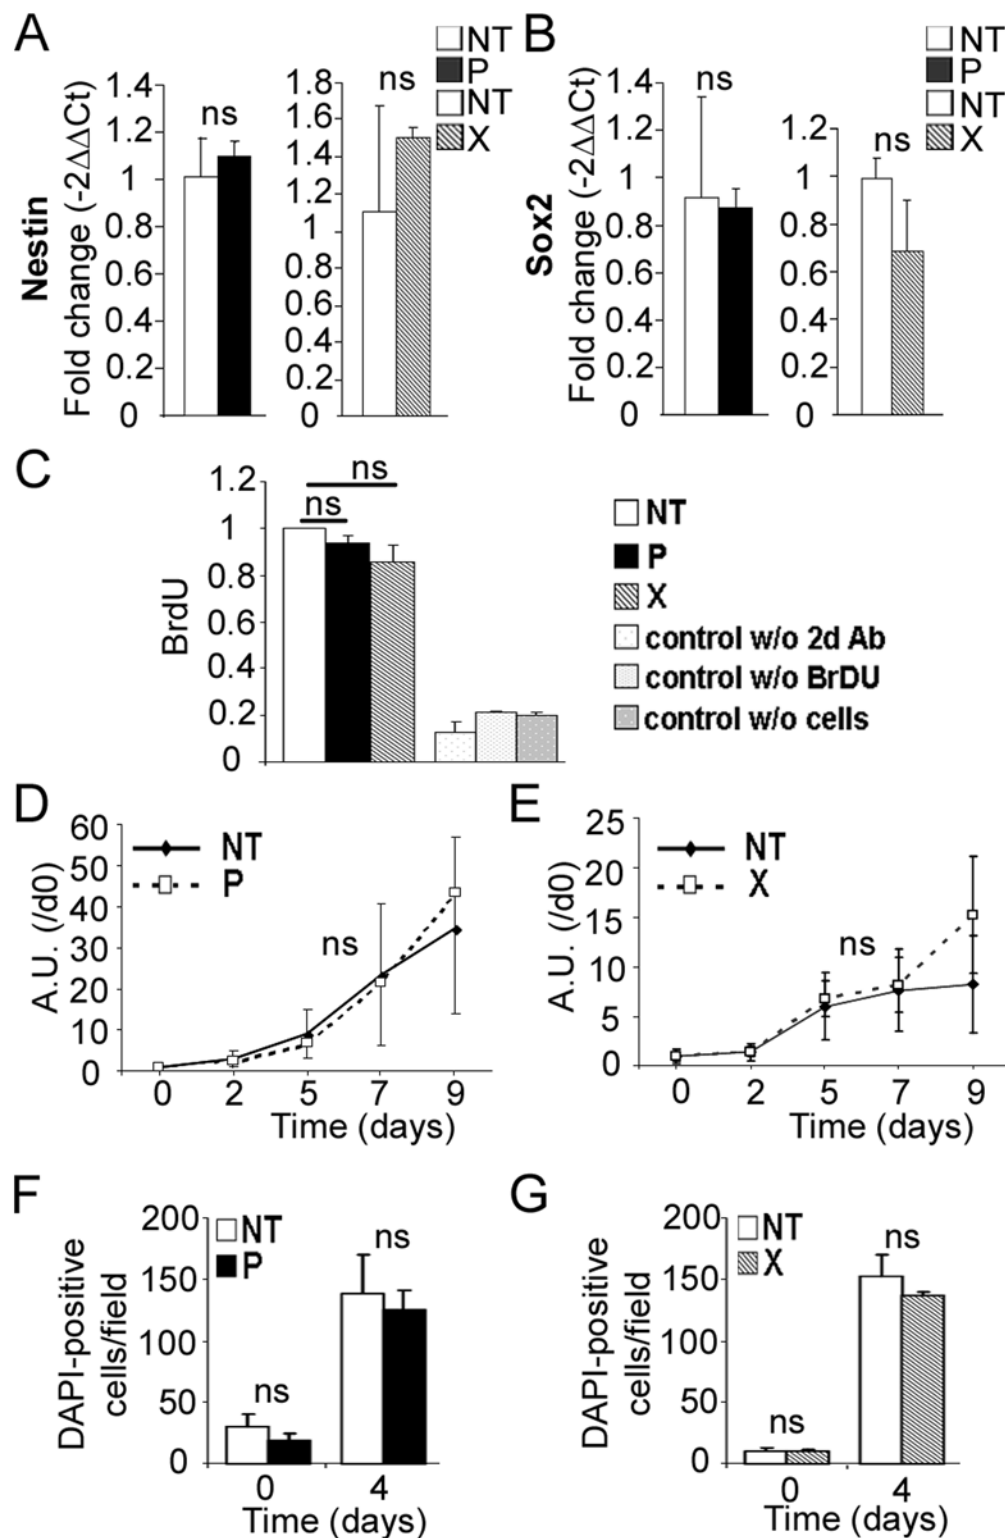 A
NT
P
NT
X
Nestin
Fold change (-2ΔΔCt)
1.4
1.2
1
0.8
0.6
0.4
0.2
0
ns
1.8
1.6
1.4
1.2
1
0.8
0.6
0.4
0.2
0
ns
B
NT
P
NT
X
Sox2
Fold change (-2ΔΔCt)
1.4
1.2
1
0.8
0.6
0.4
0.2
0
ns
1.2
1
0.8
0.6
0.4
0.2
0
ns
C
BrdU
1.2
1
0.8
0.6
0.4
0.2
0
ns
ns
NT
P
X
control w/o 2d Ab
control w/o BrDU
control w/o cells
D
A.U. (/d0)
60
50
40
30
20
10
0
NT
P
ns
0 2 5 7 9
Time (days)
E
A.U. (/d0)
25
20
15
10
5
0
NT
X
ns
0 2 5 7 9
Time (days)
F
DAPI-positive
cells/field
200
150
100
50
0
NT
P
ns
ns
0 4
Time (days)
G
DAPI-positive
cells/field
200
150
100
50
0
NT
X
ns
ns
0 4
Time (days)